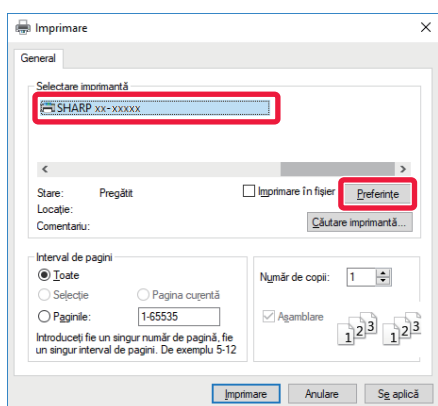 Imprimare
General
Selectare imprimantă
SHARP xx-xxxxx
Stare: Pregătit
Imprimare în fișier
Preferințe
Locație:
Comentariu:
Căutare imprimantă...
Interval de pagini
Toate
Selecție
Pagina curentă
Paginile: 1-65535
Introduceți fie un singur număr de pagină, fie
un singur interval de pagini. De exemplu 5-12
Număr de copii: 1
Asamblare
1 2 3 1 2 3
Imprimare Anulare Se aplică